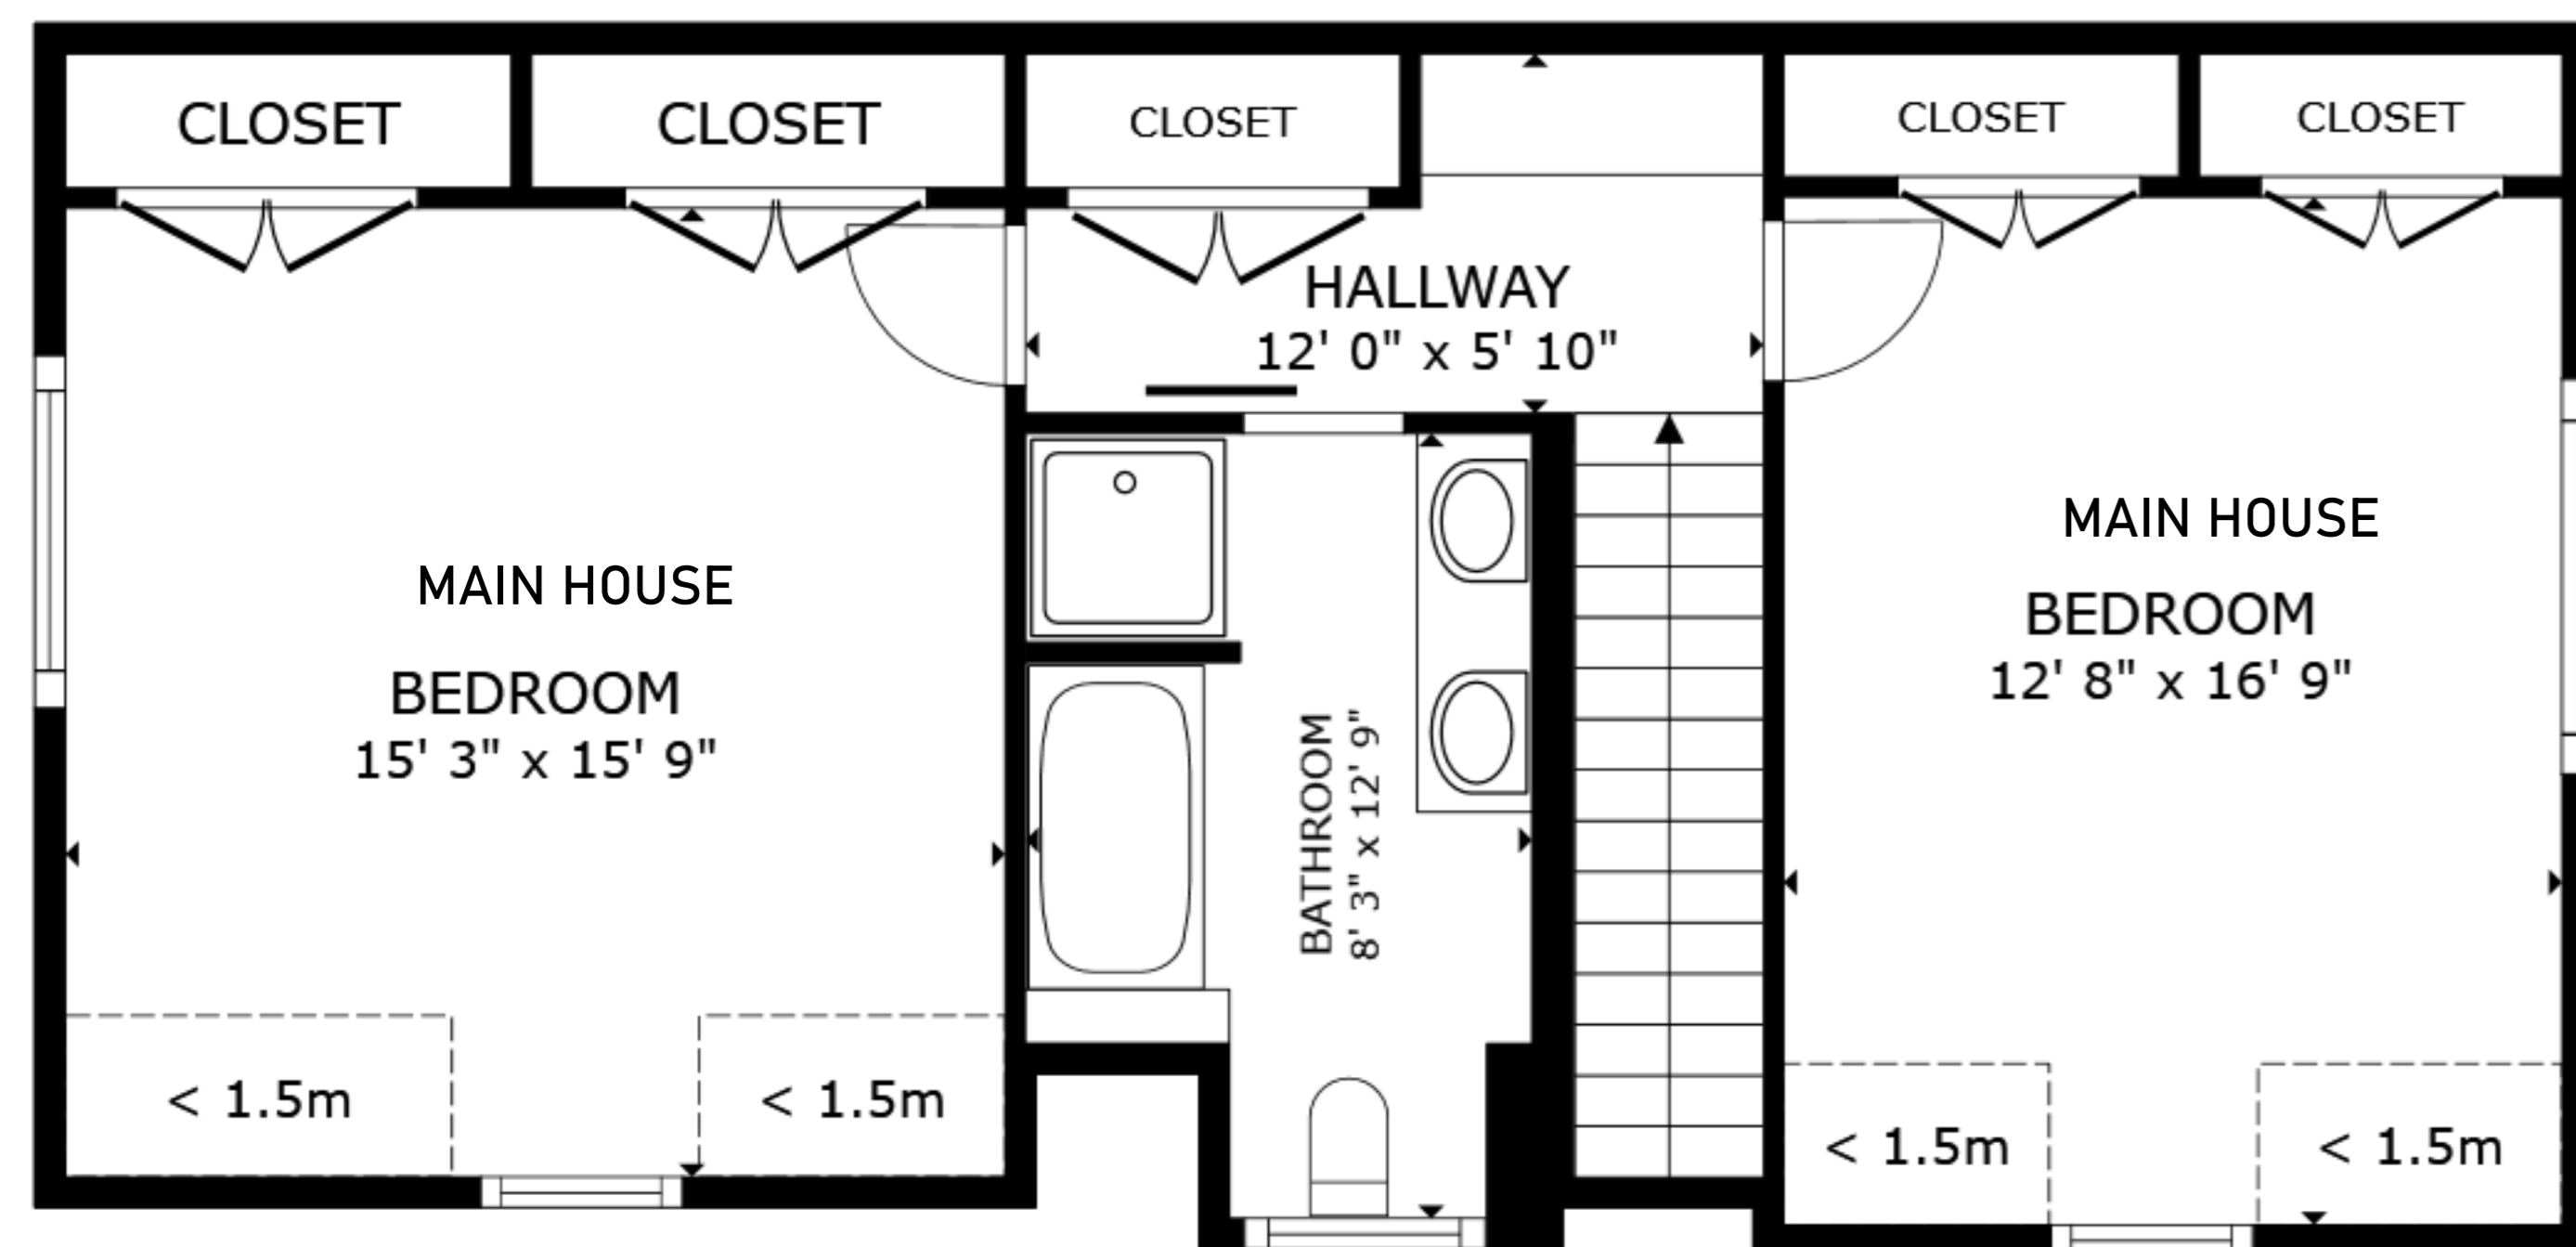 CLOSET
CLOSET
CLOSET
CLOSET
CLOSET
HALLWAY
12' 0" x 5' 10"
MAIN HOUSE
BEDROOM
15' 3" x 15' 9"
BATHROOM
8' 3" x 12' 9"
MAIN HOUSE
BEDROOM
12' 8" x 16' 9"
< 1.5m
< 1.5m
< 1.5m
< 1.5m